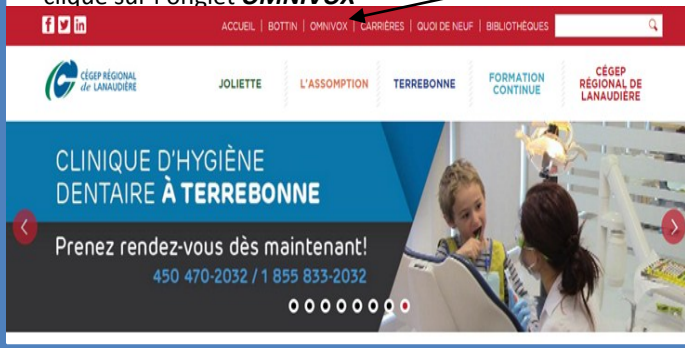 clique sur l'onglet OMNIVOX
ACCUEIL | BOTTIN | OMNIVOX | CARRIÈRES | QUOI DE NEUF | BIBLIOTHÈQUES
CÉGEP RÉGIONAL
de LANAUDIÈRE
JOLIETTE
L'ASSOMPTION
TERREBONNE
FORMATION
CONTINUE
CÉGEP
RÉGIONAL DE
LANAUDIÈRE
CLINIQUE D'HYGIÈNE
DENTAIRE À TERREBONNE
Prenez rendez-vous dès maintenant!
450 470-2032 / 1 855 833-2032